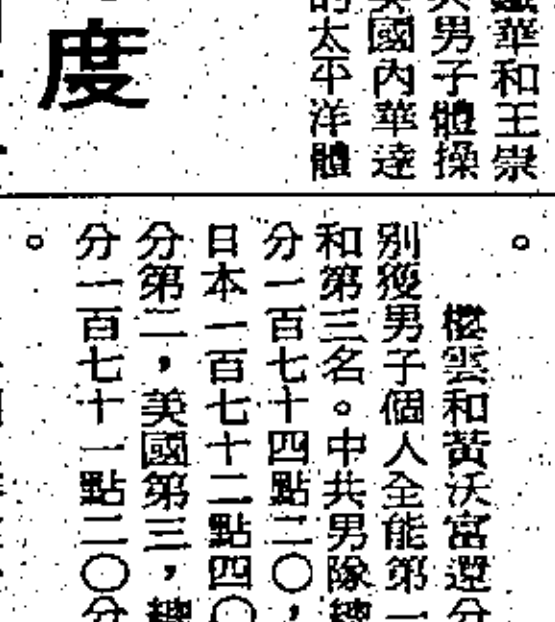 華和王崇
男子體操
國內華達
太平洋體
度
樓雲和黃沃富還分
別獲男子個人全能第一
和第三名。中共男隊總
分一百七十四點二〇，
日本一百七十二點四〇
分第二，美國第三，總
分一百七十一點二〇分
。